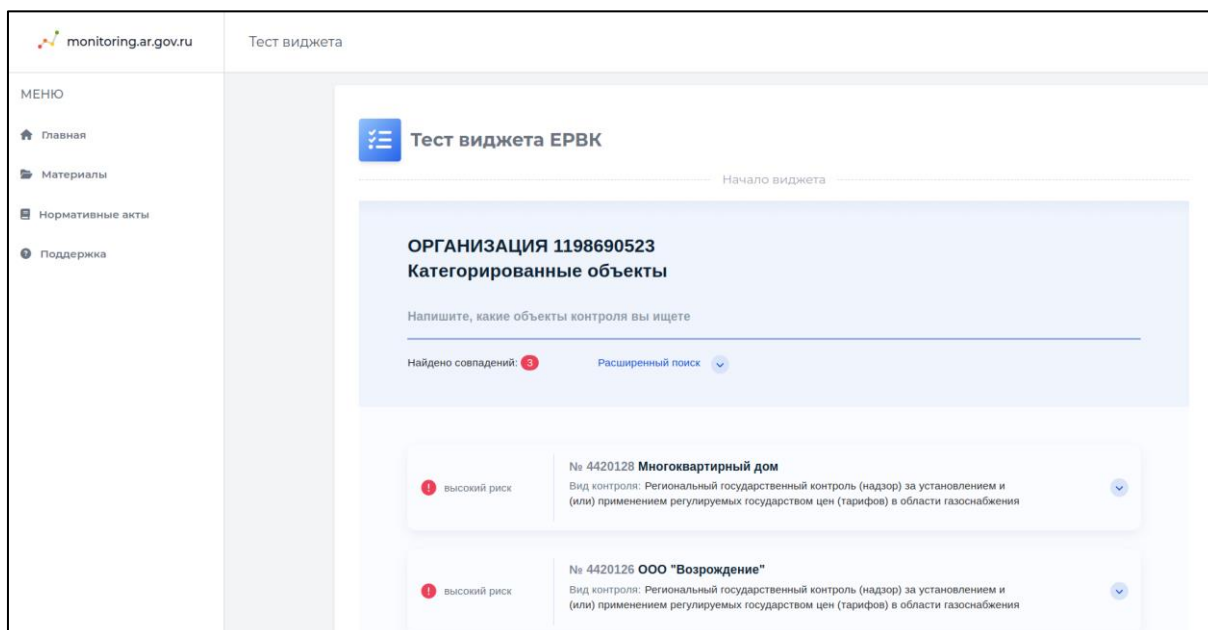 monitoring.ar.gov.ru
Тест виджета
МЕНЮ
Главная
Материалы
Нормативные акты
Поддержка
Тест виджета ЕРВК
Начало виджета
ОРГАНИЗАЦИЯ 1198690523
Категорированные объекты
Напишите, какие объекты контроля вы ищете
Найдено совпадений: 3
Расширенный поиск
высокий риск
№ 4420128 Многоквартирный дом
Вид контроля: Региональный государственный контроль (надзор) за установлением и
(или) применением регулируемых государством цен (тарифов) в области газоснабжения
высокий риск
№ 4420126 ООО "Возрождение"
Вид контроля: Региональный государственный контроль (надзор) за установлением и
(или) применением регулируемых государством цен (тарифов) в области газоснабжения